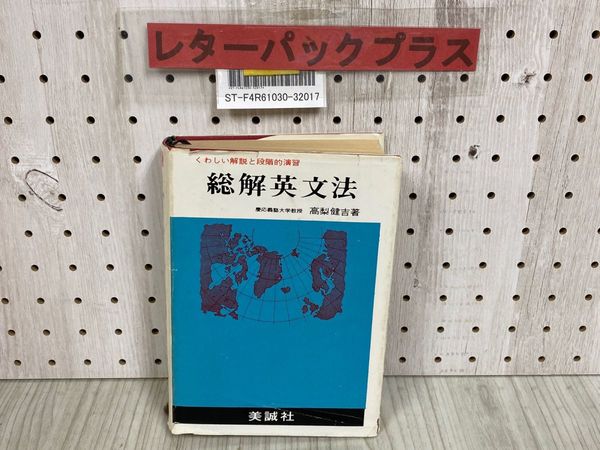 レターパックプラス
ST-F4R61030-32017
くわしい解説と段階的演習
総解英文法
慶応義塾大学教授 高梨健吉著
美誠社